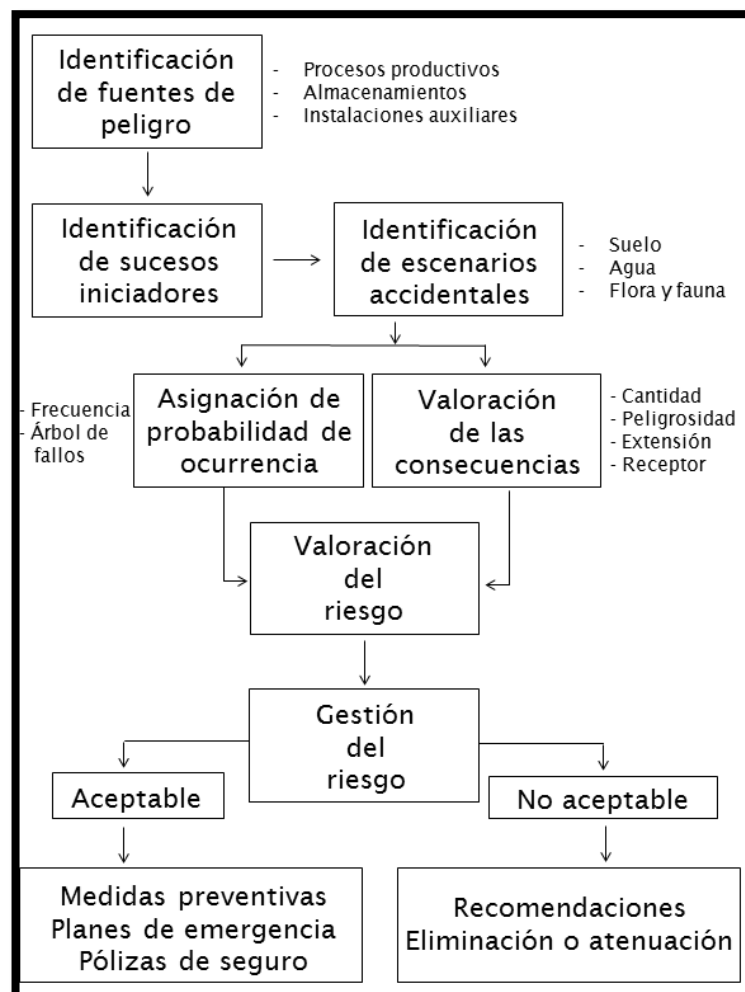 Identificación
de fuentes de
peligro
- Procesos productivos
- Almacenamientos
- Instalaciones auxiliares
Identificación
de sucesos
iniciadores
Identificación
de escenarios
accidentales
- Suelo
- Agua
- Flora y fauna
- Frecuencia
- Árbol de
fallos
Asignación de
probabilidad de
ocurrencia
Valoración
de las
consecuencias
- Cantidad
- Peligrosidad
- Extensión
- Receptor
Valoración
del
riesgo
Gestión
del
riesgo
Aceptable
No aceptable
Medidas preventivas
Planes de emergencia
Pólizas de seguro
Recomendaciones
Eliminación o atenuación